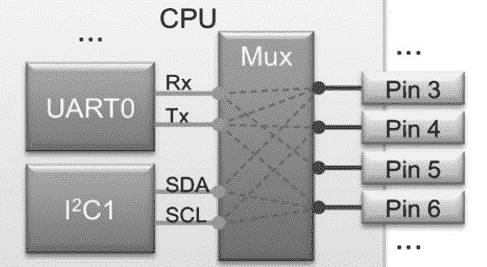 CPU
...
...
Mux
Rx
Pin 3
UART0
Tx
Pin 4
Pin 5
SDA
I²C1
SCL
Pin 6
...